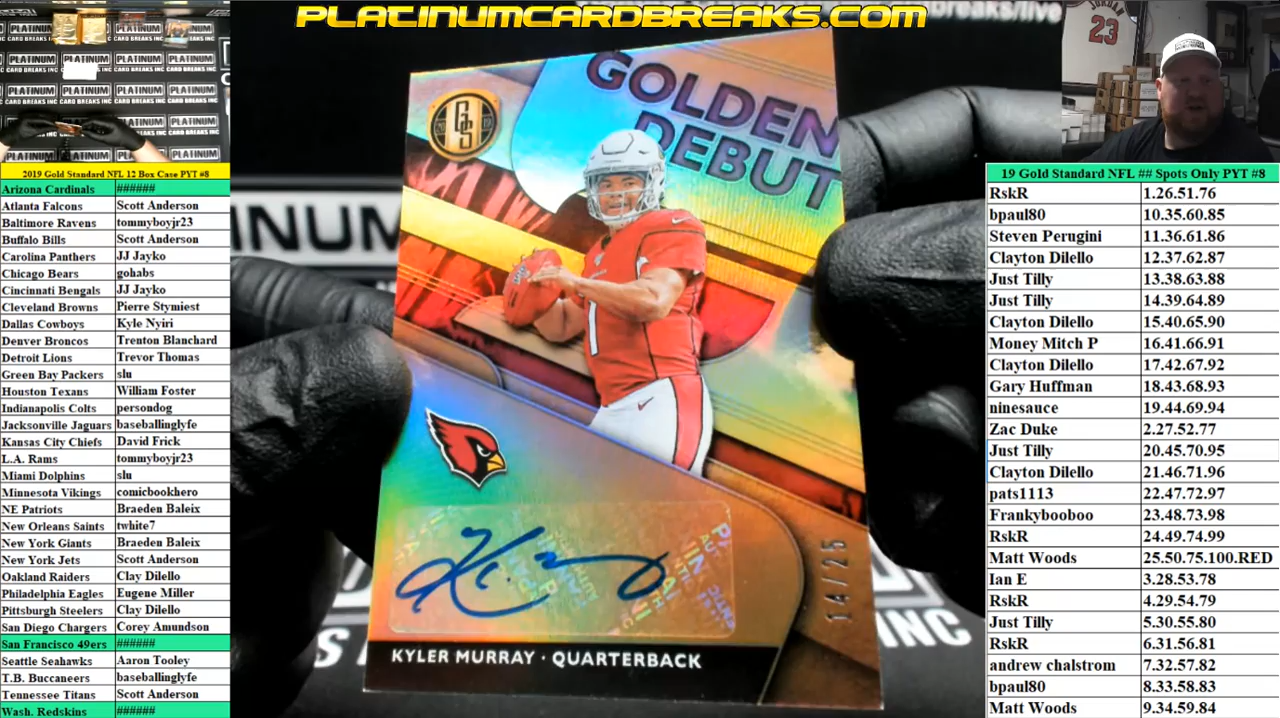 PLATINUMCARDBREAKS.COM
reaks/live
JORDAN
23
2019 Gold Standard NFL 12 Box Case PYT #8
Arizona Cardinals ######
Atlanta Falcons Scott Anderson
Baltimore Ravens tommyboyjr23
Buffalo Bills Scott Anderson
Carolina Panthers JJ Jayko
Chicago Bears gohabs
Cincinnati Bengals JJ Jayko
Cleveland Browns Pierre Stymiest
Dallas Cowboys Kyle Nyiri
Denver Broncos Trenton Blanchard
Detroit Lions Trevor Thomas
Green Bay Packers slu
Houston Texans William Foster
Indianapolis Colts persondog
Jacksonville Jaguars baseballinglyfe
Kansas City Chiefs David Frick
L.A. Rams tommyboyjr23
Miami Dolphins slu
Minnesota Vikings comicbookhero
NE Patriots Braeden Baleix
New Orleans Saints twhite7
New York Giants Braeden Baleix
New York Jets Scott Anderson
Oakland Raiders Clay Dilello
Philadelphia Eagles Eugene Miller
Pittsburgh Steelers Clay Dilello
San Diego Chargers Corey Amundson
San Francisco 49ers ######
Seattle Seahawks Aaron Tooley
T.B. Buccaneers baseballinglyfe
Tennessee Titans Scott Anderson
Wash. Redskins ######
GOLDEN
DEBUT
GS
1
14/25
KYLER MURRAY · QUARTERBACK
19 Gold Standard NFL ## Spots Only PYT #8
RskR 1.26.51.76
bpaul80 10.35.60.85
Steven Perugini 11.36.61.86
Clayton Dilello 12.37.62.87
Just Tilly 13.38.63.88
Just Tilly 14.39.64.89
Clayton Dilello 15.40.65.90
Money Mitch P 16.41.66.91
Clayton Dilello 17.42.67.92
Gary Huffman 18.43.68.93
ninesauce 19.44.69.94
Zac Duke 2.27.52.77
Just Tilly 20.45.70.95
Clayton Dilello 21.46.71.96
pats1113 22.47.72.97
Frankybooboo 23.48.73.98
RskR 24.49.74.99
Matt Woods 25.50.75.100.RED
Ian E 3.28.53.78
RskR 4.29.54.79
Just Tilly 5.30.55.80
RskR 6.31.56.81
andrew chalstrom 7.32.57.82
bpaul80 8.33.58.83
Matt Woods 9.34.59.84